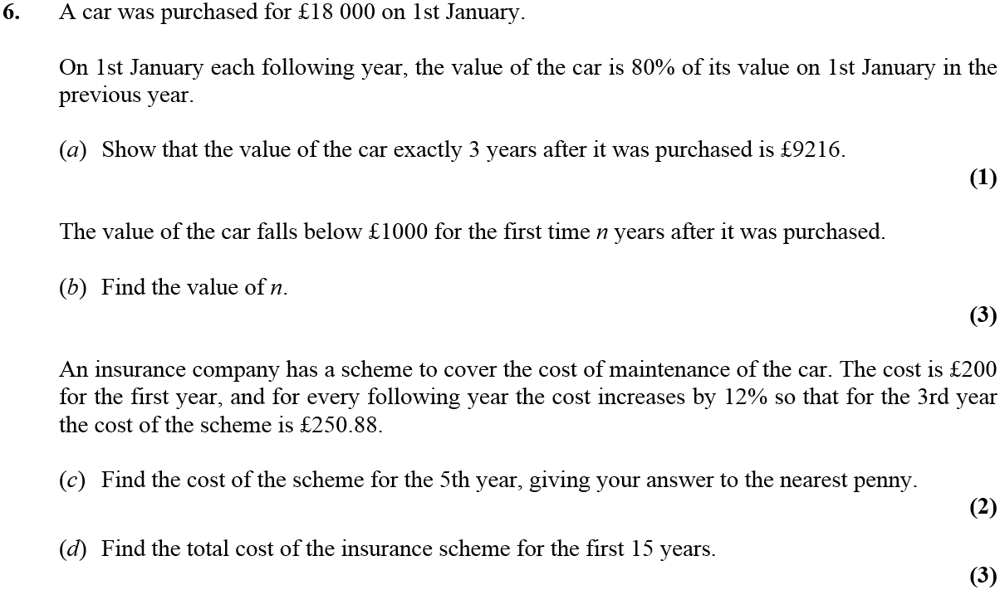 6. A car was purchased for £18 000 on 1st January.
On 1st January each following year, the value of the car is 80% of its value on 1st January in the
previous year.
(a) Show that the value of the car exactly 3 years after it was purchased is £9216.
(1)
The value of the car falls below £1000 for the first time n years after it was purchased.
(b) Find the value of n.
(3)
An insurance company has a scheme to cover the cost of maintenance of the car. The cost is £200
for the first year, and for every following year the cost increases by 12% so that for the 3rd year
the cost of the scheme is £250.88.
(c) Find the cost of the scheme for the 5th year, giving your answer to the nearest penny.
(2)
(d) Find the total cost of the insurance scheme for the first 15 years.
(3)